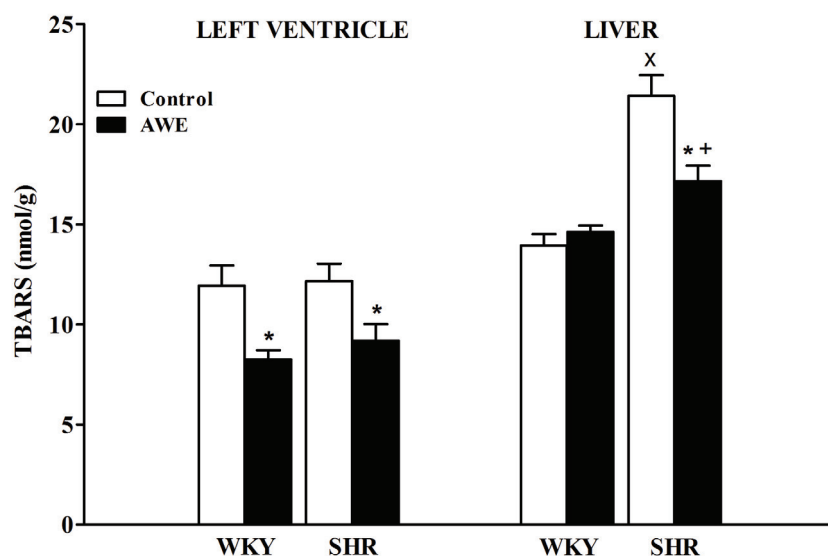 LEFT VENTRICLE
LIVER
Control
AWE
TBARS (nmol/g)
25
20
15
10
5
0
*
*
x
* +
WKY
SHR
WKY
SHR